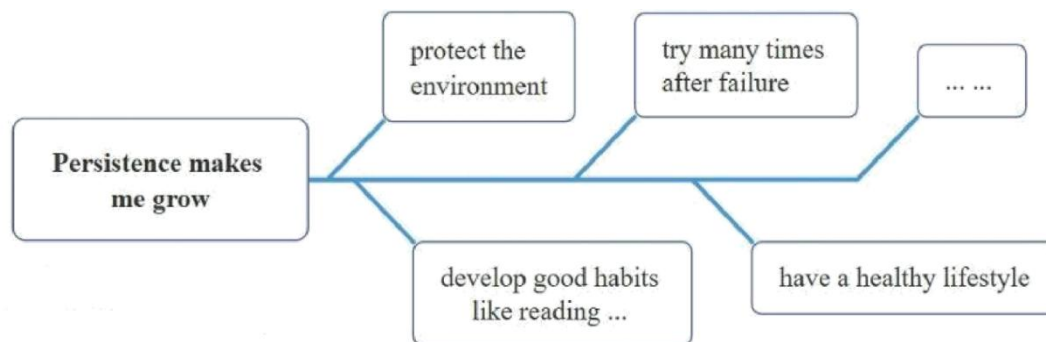 Persistence makes
me grow
protect the
environment
try many times
after failure
... ...
develop good habits
like reading ...
have a healthy lifestyle